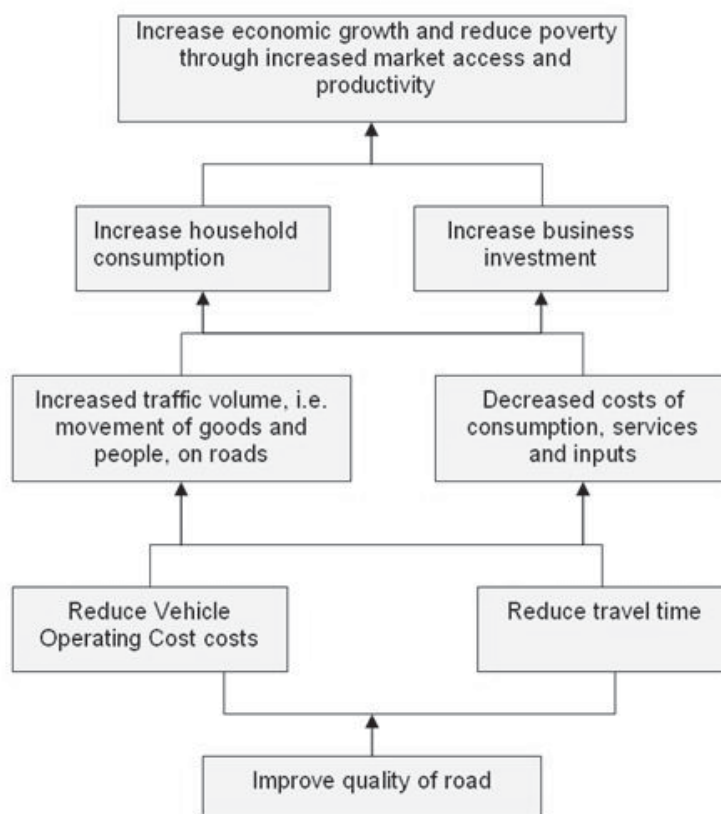 Increase economic growth and reduce poverty
through increased market access and
productivity
Increase household
consumption
Increase business
investment
Increased traffic volume, i.e.
movement of goods and
people, on roads
Decreased costs of
consumption, services
and inputs
Reduce Vehicle
Operating Cost costs
Reduce travel time
Improve quality of road